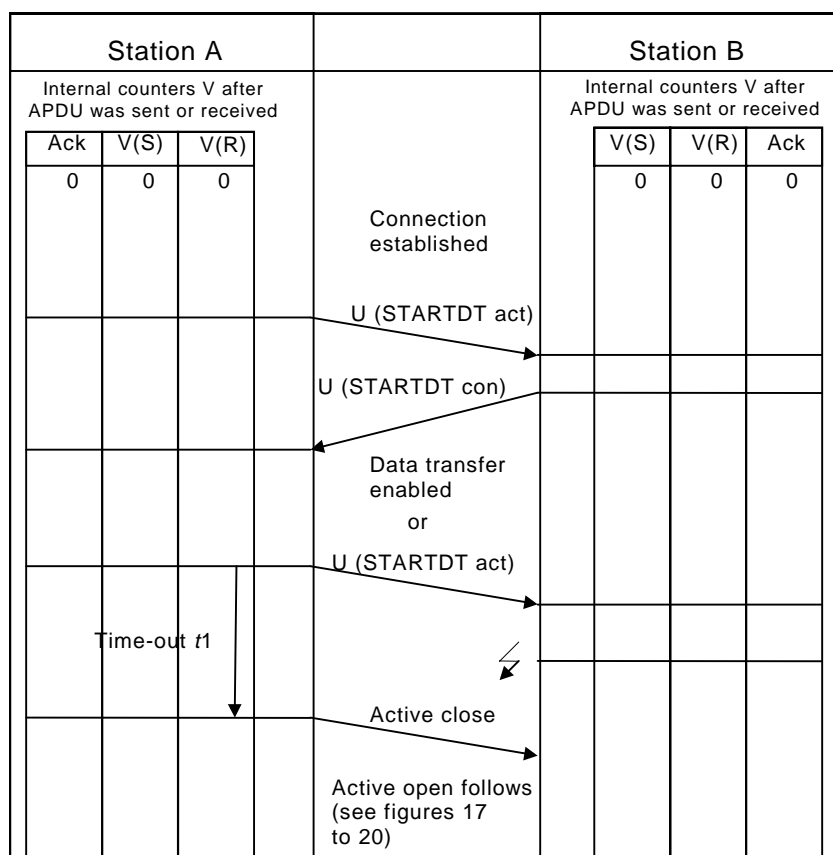 Station A
Station B
Internal counters V after
APDU was sent or received
Internal counters V after
APDU was sent or received
Ack V(S) V(R)
V(S) V(R) Ack
0 0 0
0 0 0
Connection
established
U (STARTDT act)
U (STARTDT con)
Data transfer
enabled
or
U (STARTDT act)
Time-out t1
Active close
Active open follows
(see figures 17
to 20)